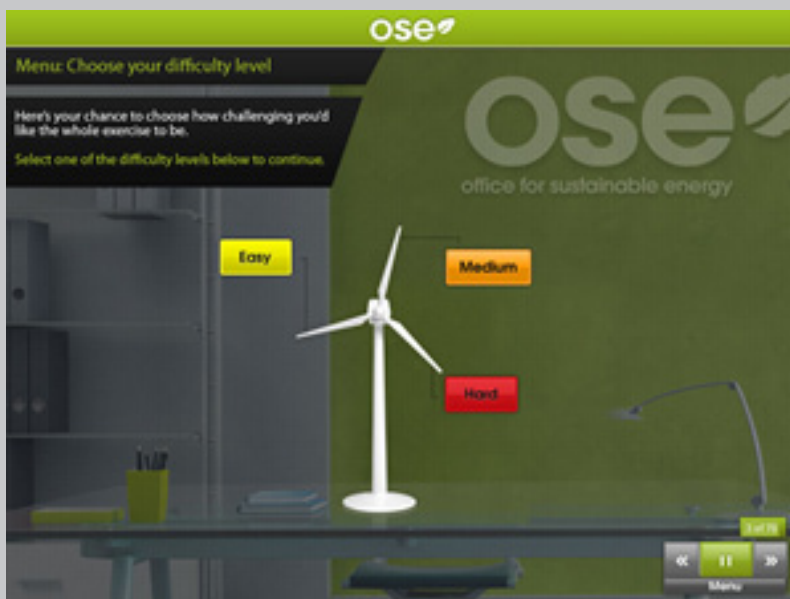 ose
Menu: Choose your difficulty level
Here's your chance to choose how challenging you'd
like the whole exercise to be.
Select one of the difficulty levels below to continue.
ose
office for sustainable energy
Easy
Medium
Hard
Menu